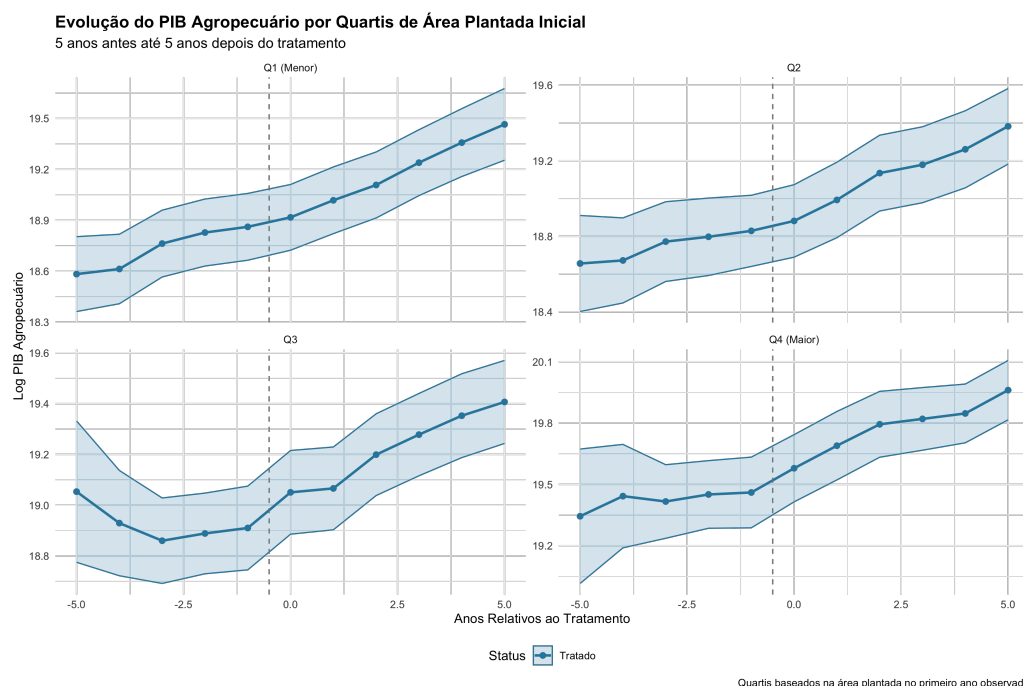 Evolução do PIB Agropecuário por Quartis de Área Plantada Inicial
5 anos antes até 5 anos depois do tratamento
Q1 (Menor)
19.5
19.2
18.9
18.6
18.3
Q2
19.6
19.2
18.8
18.4
Log PIB Agropecuário
Q3
19.6
19.4
19.2
19.0
18.8
-5.0
-2.5
0.0
2.5
5.0
Q4 (Maior)
20.1
19.8
19.5
19.2
-5.0
-2.5
0.0
2.5
5.0
Anos Relativos ao Tratamento
Status
Tratado
Quartis baseados na área plantada no primeiro ano